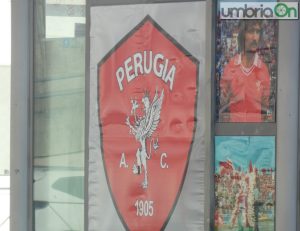 umbriaOn
PERUGIA
A. C.
1905